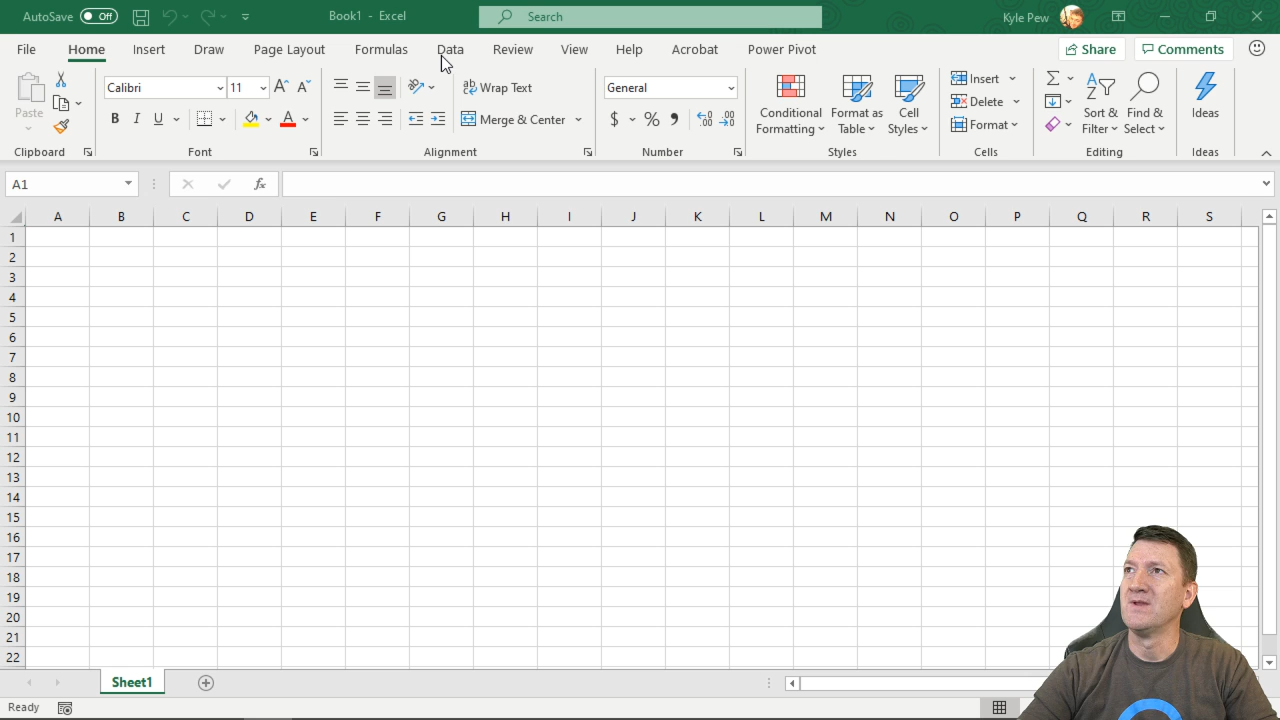 AutoSave Off Book1 - Excel Search Kyle Pew
File Home Insert Draw Page Layout Formulas Data Review View Help Acrobat Power Pivot Share Comments
Paste
Calibri 11
B I U A
Wrap Text
Merge & Center
General
$ %
Conditional Formatting
Format as Table
Cell Styles
Insert
Delete
Format
Sort & Filter
Find & Select
Ideas
Clipboard Font Alignment Number Styles Cells Editing Ideas
A1 fx
A B C D E F G H I J K L M N O P Q R S
1
2
3
4
5
6
7
8
9
10
11
12
13
14
15
16
17
18
19
20
21
22
Sheet1
Ready